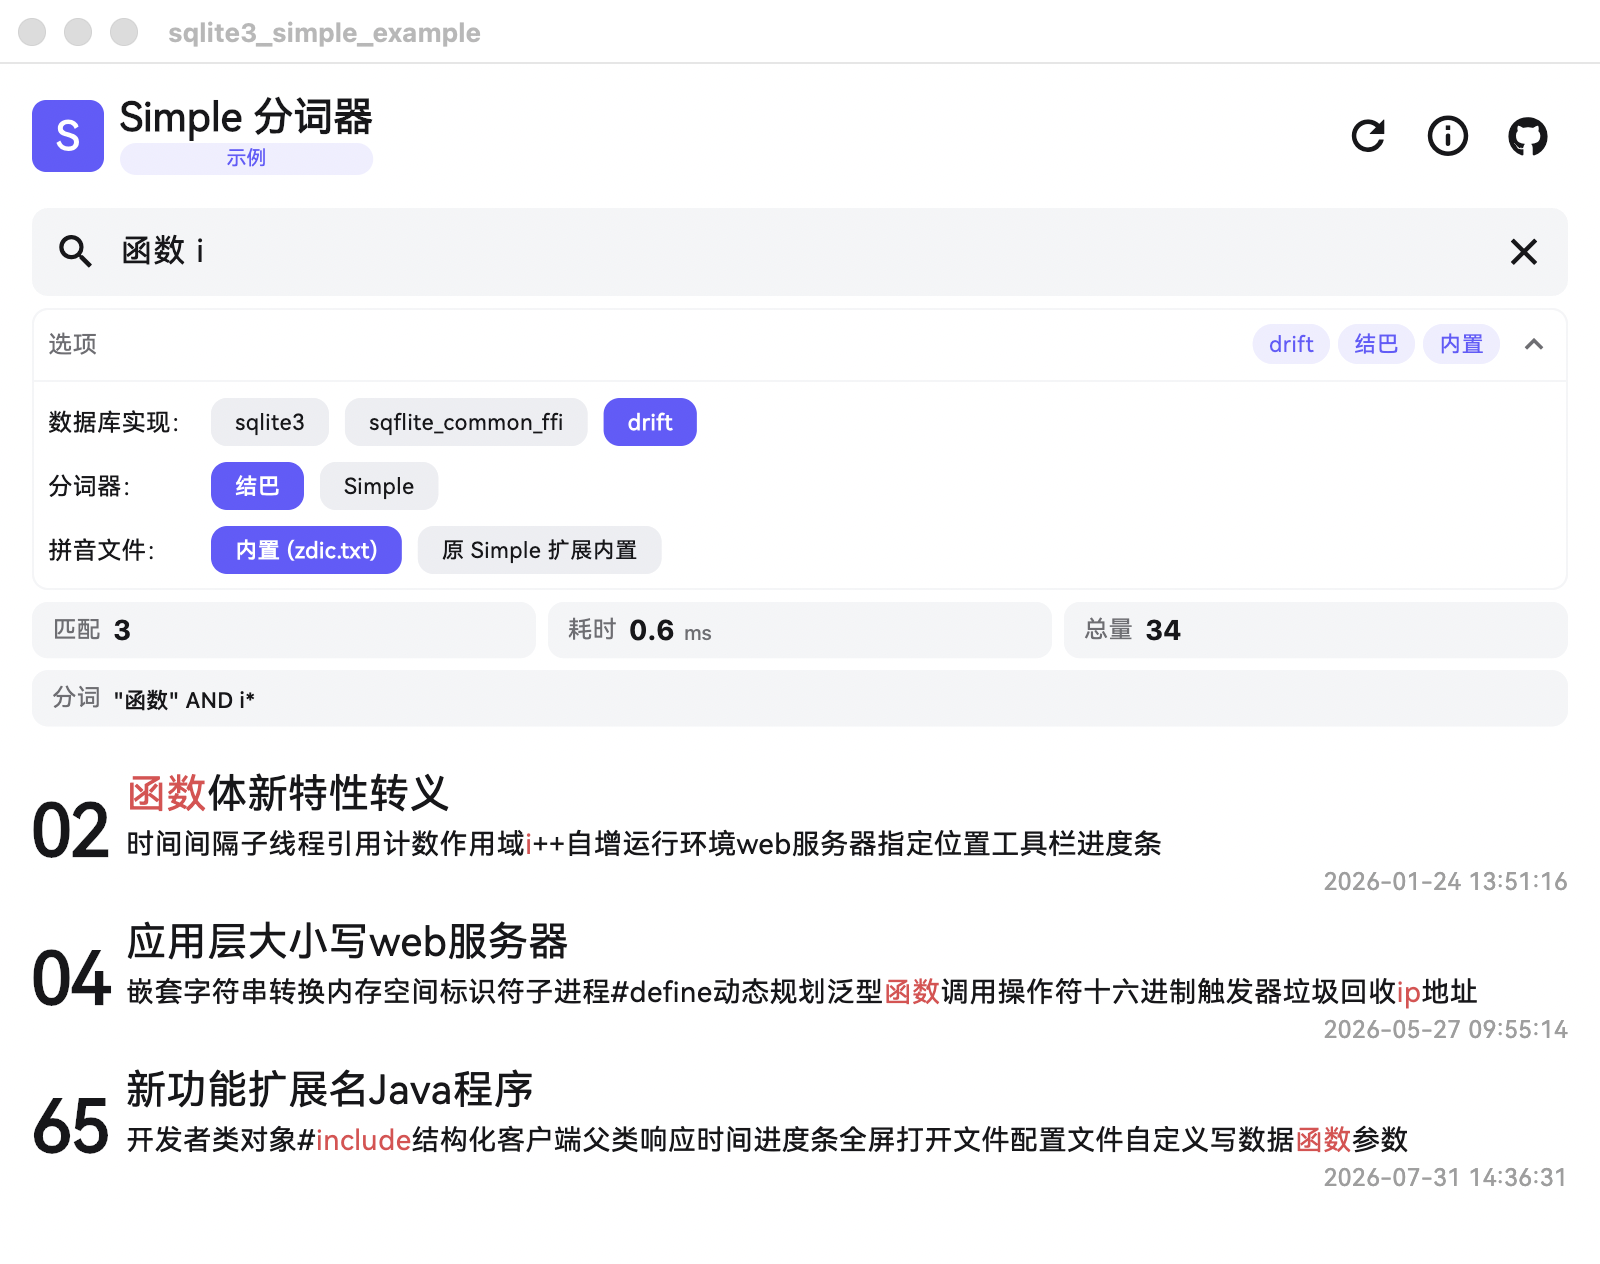 sqlite3_simple_example
S
Simple 分词器
示例
函数 i
选项
drift 结巴 内置
数据库实现: sqlite3 sqflite_common_ffi drift
分词器: 结巴 Simple
拼音文件: 内置 (zdic.txt) 原 Simple 扩展内置
匹配 3 耗时 0.6 ms 总量 34
分词 "函数" AND i*
02
函数体新特性转义
时间间隔子线程引用计数作用域i++自增运行环境web服务器指定位置工具栏进度条
2026-01-24 13:51:16
04
应用层大小写web服务器
嵌套字符串转换内存空间标识符子进程#define动态规划泛型函数调用操作符十六进制触发器垃圾回收ip地址
2026-05-27 09:55:14
65
新功能扩展名Java程序
开发者类对象#include结构化客户端父类响应时间进度条全屏打开文件配置文件自定义写数据函数参数
2026-07-31 14:36:31